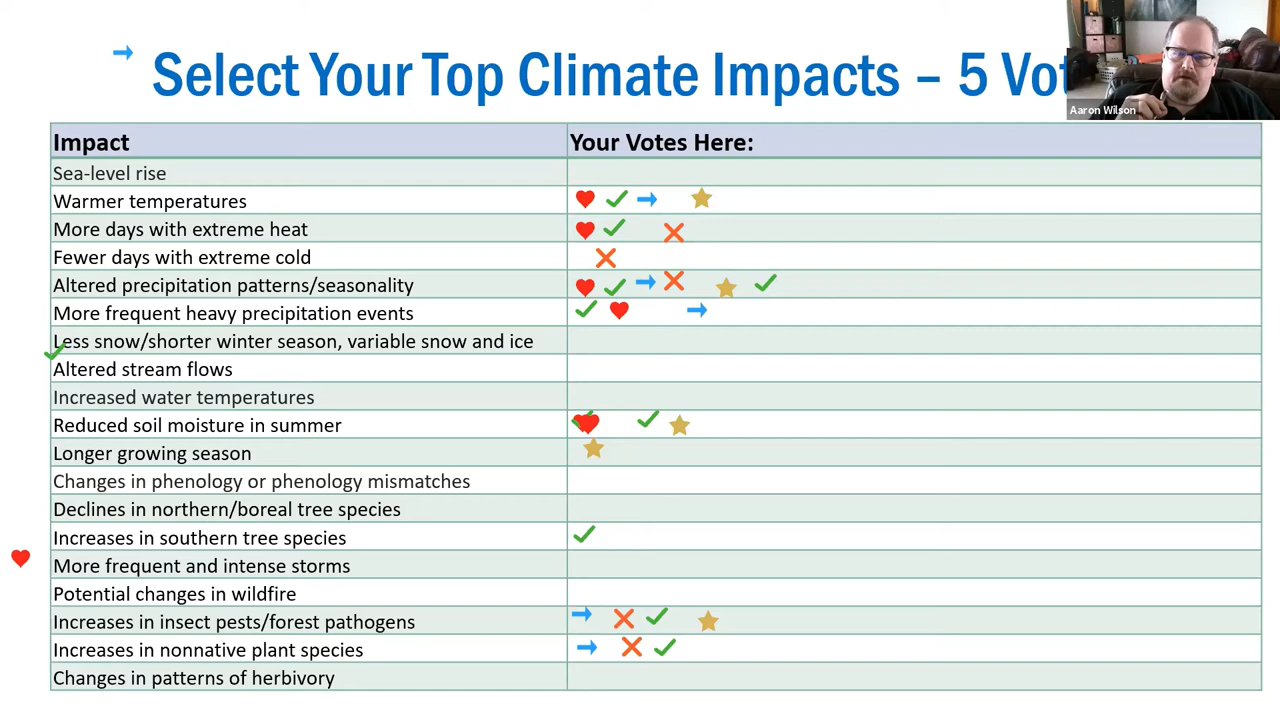 Select Your Top Climate Impacts – 5
Aaron Wilson
Impact Your Votes Here:
Sea-level rise
Warmer temperatures
More days with extreme heat
Fewer days with extreme cold
Altered precipitation patterns/seasonality
More frequent heavy precipitation events
Less snow/shorter winter season, variable snow and ice
Altered stream flows
Increased water temperatures
Reduced soil moisture in summer
Longer growing season
Changes in phenology or phenology mismatches
Declines in northern/boreal tree species
Increases in southern tree species
More frequent and intense storms
Potential changes in wildfire
Increases in insect pests/forest pathogens
Increases in nonnative plant species
Changes in patterns of herbivory